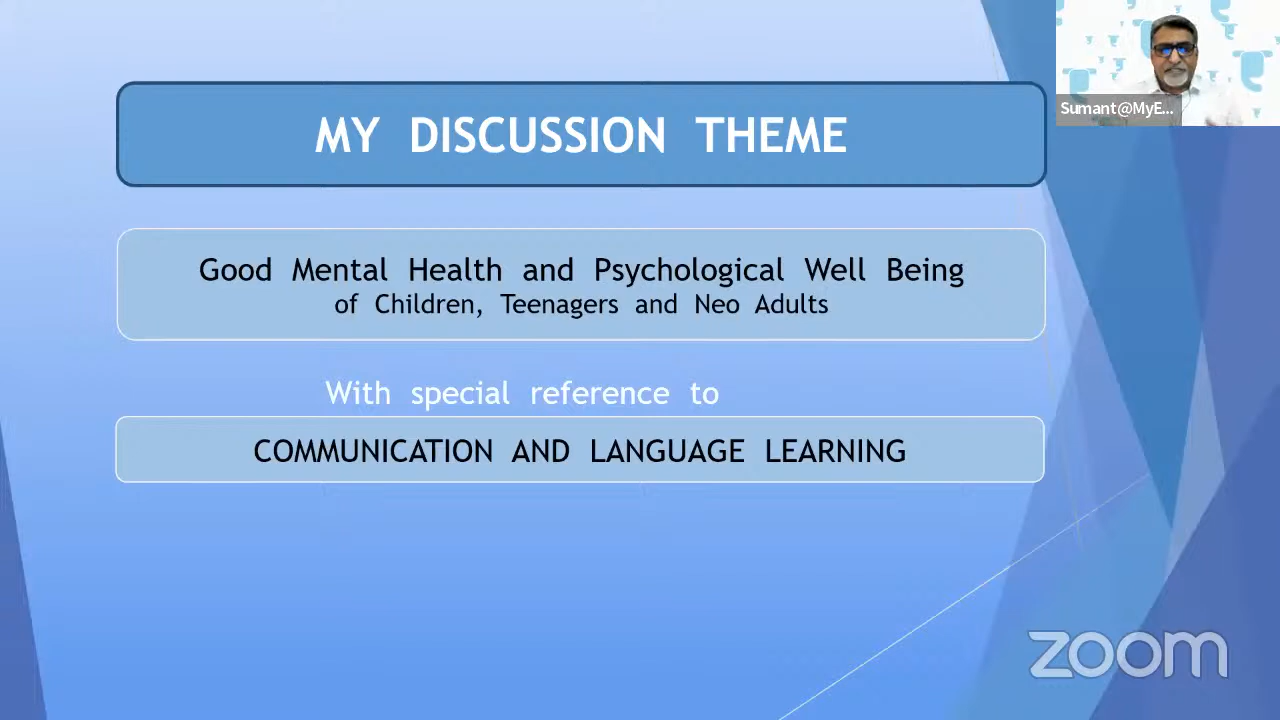 MY DISCUSSION THEME
Sumant@MyE...
Good Mental Health and Psychological Well Being
of Children, Teenagers and Neo Adults
With special reference to
COMMUNICATION AND LANGUAGE LEARNING
zoom